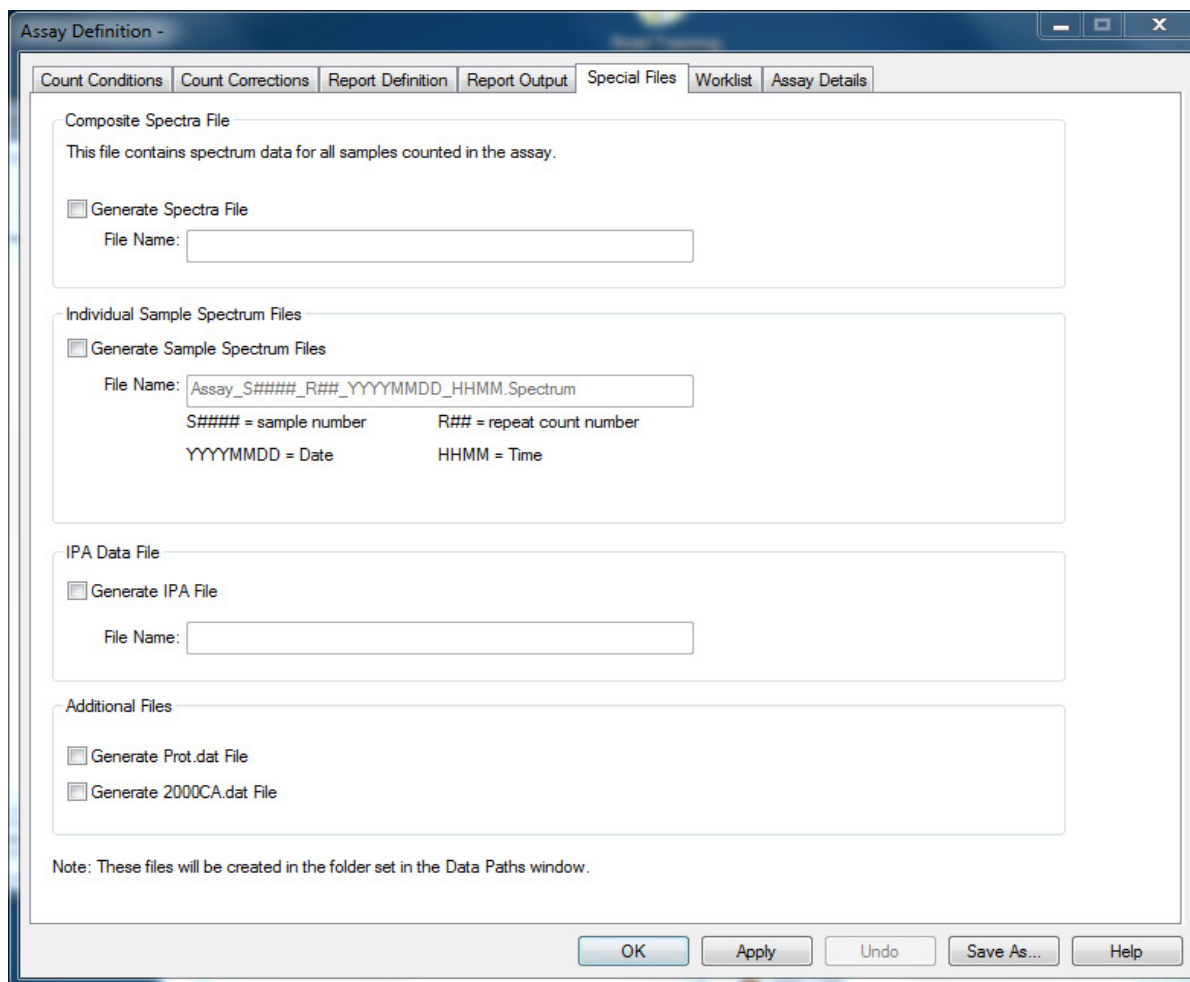 Assay Definition -
Count Conditions Count Corrections Report Definition Report Output Special Files Worklist Assay Details
Composite Spectra File
This file contains spectrum data for all samples counted in the assay.
Generate Spectra File
File Name:
Individual Sample Spectrum Files
Generate Sample Spectrum Files
File Name: Assay_S####_R##_YYYYMMDD_HHMM.Spectrum
S#### = sample number R## = repeat count number
YYYYMMDD = Date HHMM = Time
IPA Data File
Generate IPA File
File Name:
Additional Files
Generate Prot.dat File
Generate 2000CA.dat File
Note: These files will be created in the folder set in the Data Paths window.
OK Apply Undo Save As... Help